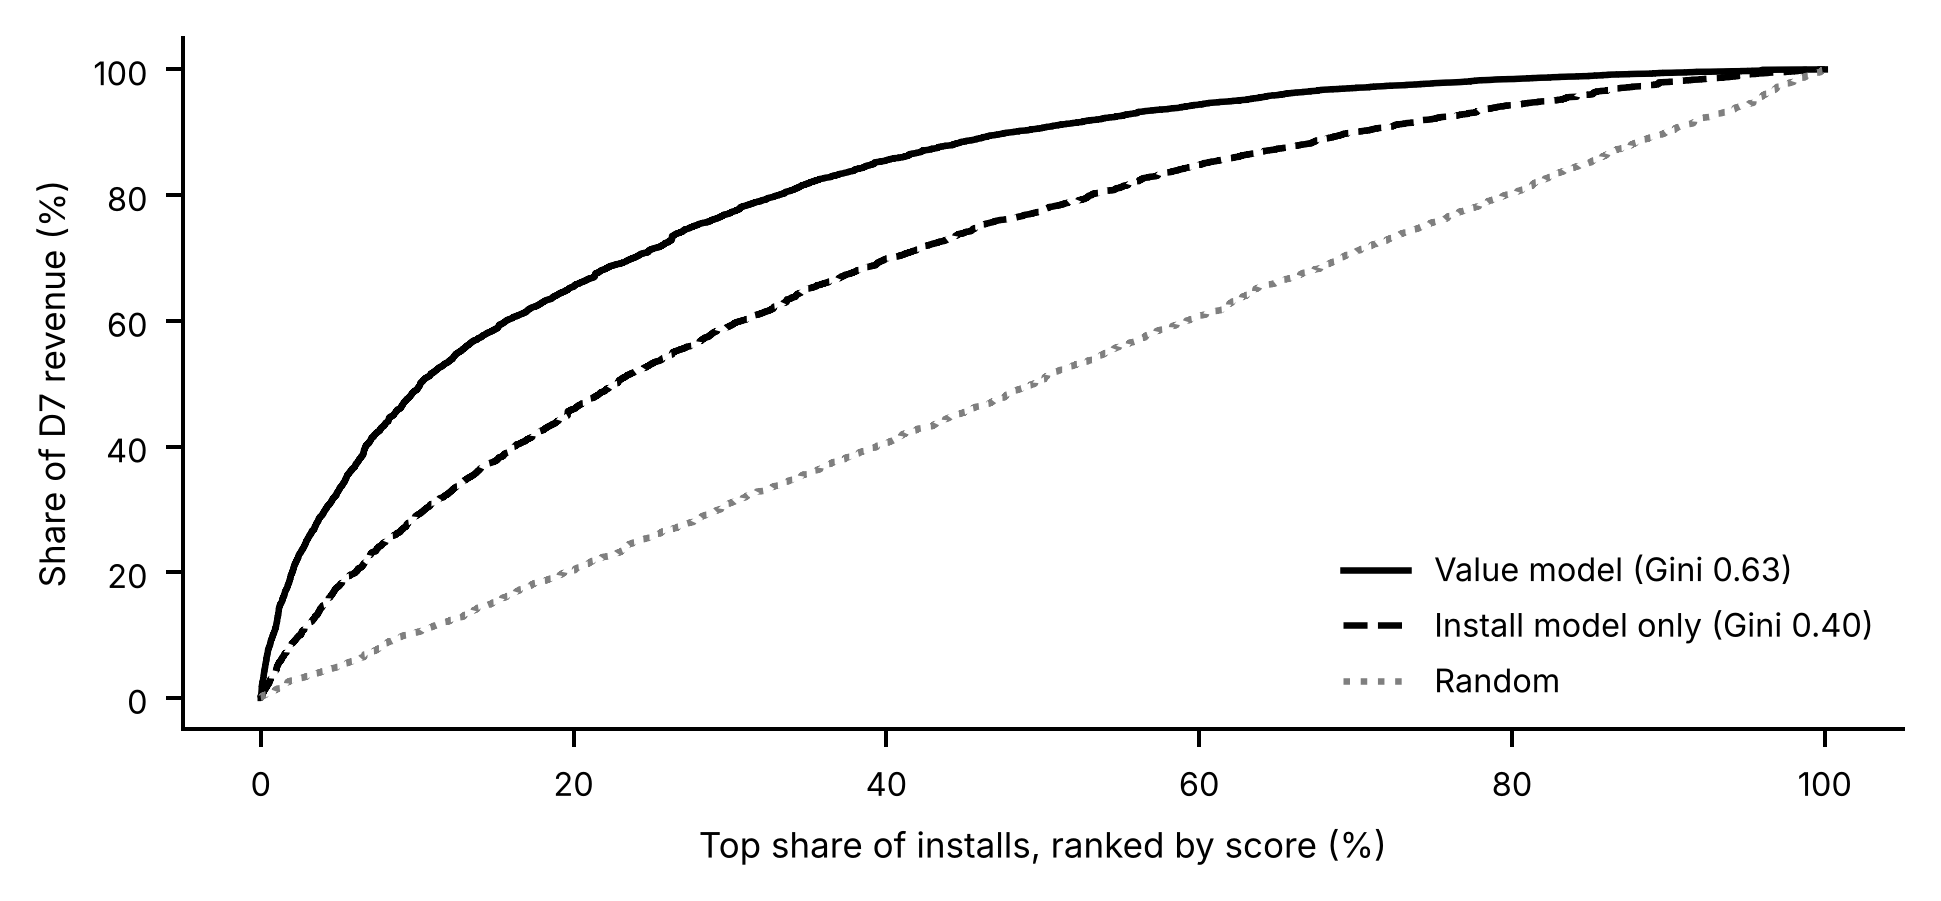 Share of D7 revenue (%)
100
80
60
40
20
0
Value model (Gini 0.63)
Install model only (Gini 0.40)
Random
0 20 40 60 80 100
Top share of installs, ranked by score (%)